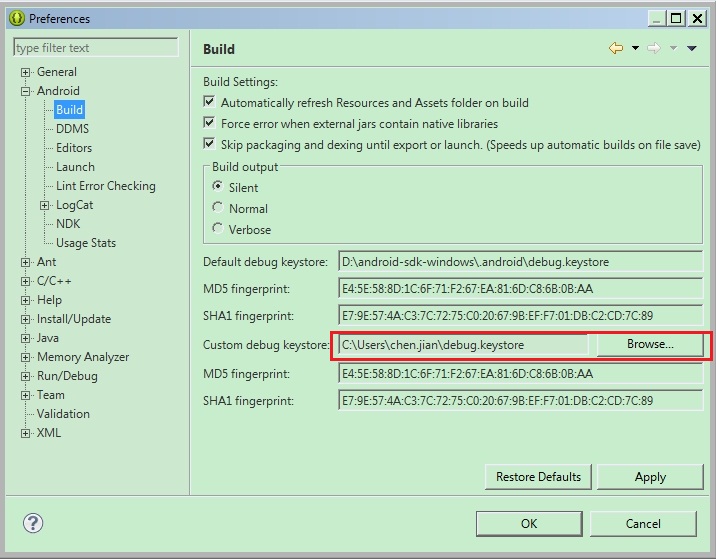 Preferences
type filter text
General
Android
Build
DDMS
Editors
Launch
Lint Error Checking
LogCat
NDK
Usage Stats
Ant
C/C++
Help
Install/Update
Java
Memory Analyzer
Run/Debug
Team
Validation
XML
Build
Build Settings:
Automatically refresh Resources and Assets folder on build
Force error when external jars contain native libraries
Skip packaging and dexing until export or launch. (Speeds up automatic builds on file save)
Build output
Silent
Normal
Verbose
Default debug keystore: D:\android-sdk-windows\.android\debug.keystore
MD5 fingerprint: E4:5E:58:8D:1C:6F:71:F2:67:EA:81:6D:C8:6B:0B:AA
SHA1 fingerprint: E7:9E:57:4A:C3:7C:72:75:C0:20:67:9B:EF:F7:01:DB:C2:CD:7C:89
Custom debug keystore: C:\Users\chen.jian\debug.keystore Browse...
MD5 fingerprint: E4:5E:58:8D:1C:6F:71:F2:67:EA:81:6D:C8:6B:0B:AA
SHA1 fingerprint: E7:9E:57:4A:C3:7C:72:75:C0:20:67:9B:EF:F7:01:DB:C2:CD:7C:89
Restore Defaults Apply
? OK Cancel